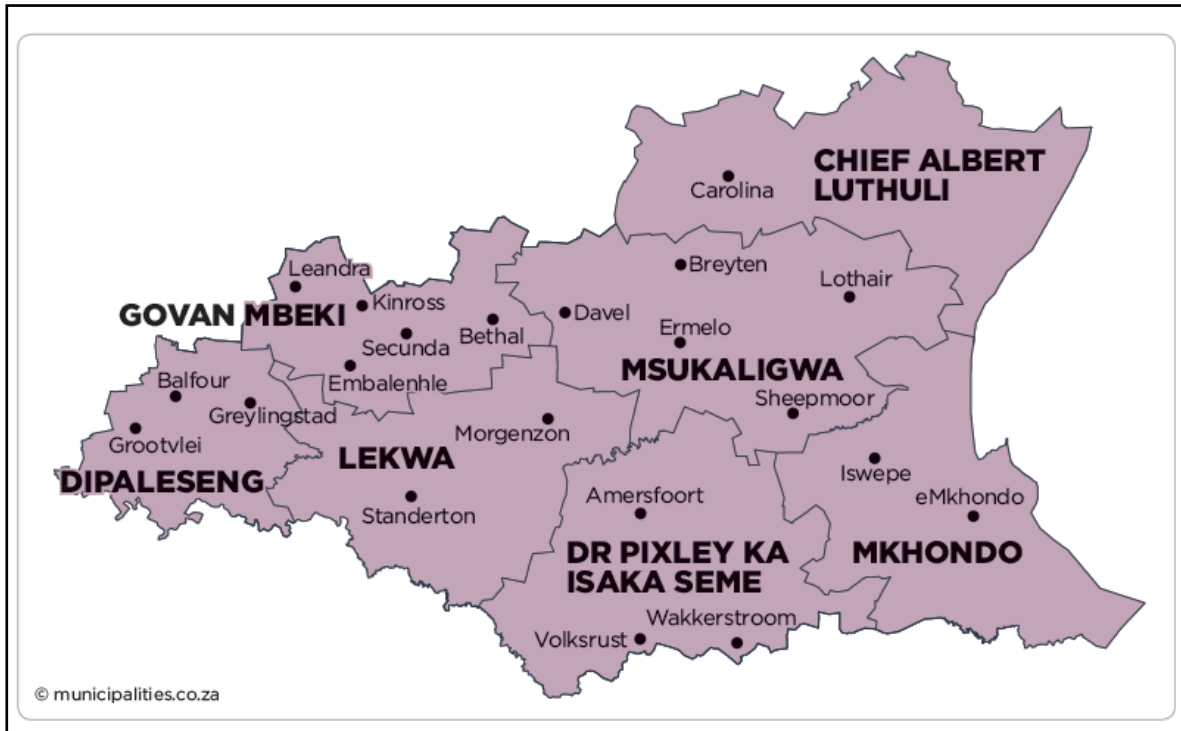 CHIEF ALBERT
LUTHULI
Carolina
Breyten
Lothair
Leandra
GOVAN MBEKI
Kinross
Davel
Bethal
Secunda
Ermelo
Embalenhle
MSUKALIGWA
Balfour
Sheepmoor
Greylingstad
Morgenzon
Grootvlei
LEKWA
DIPALESENG
Iswepe
Standerton
Amersfoort
eMkhondo
DR PIXLEY KA
ISAKA SEME
MKHONDO
Wakkerstroom
Volksrust
© municipalities.co.za